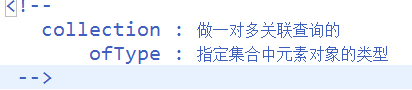 <!--
collection : 做一对多关联查询的
ofType : 指定集合中元素对象的类型
-->